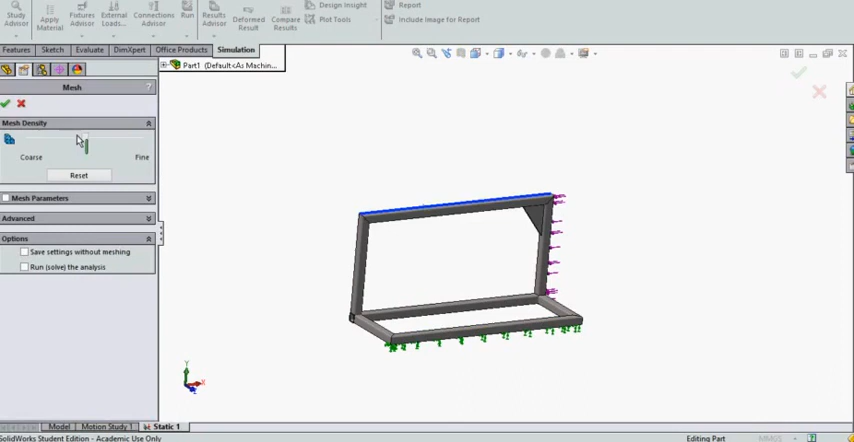 Study Advisor
Apply Material
Fixtures Advisor
External Loads...
Connections Advisor
Run
Results Advisor
Deformed Result
Compare Results
Design Insight
Plot Tools
Report
Include Image for Report
Features Sketch Evaluate DimXpert Office Products Simulation
Part1 (Default<As Machin...
Mesh ?
Mesh Density
Coarse Fine
Reset
Mesh Parameters
Advanced
Options
Save settings without meshing
Run (solve) the analysis
Y
X
Model Motion Study 1 Static 1
SolidWorks Student Edition - Academic Use Only Editing Part MMGS ?